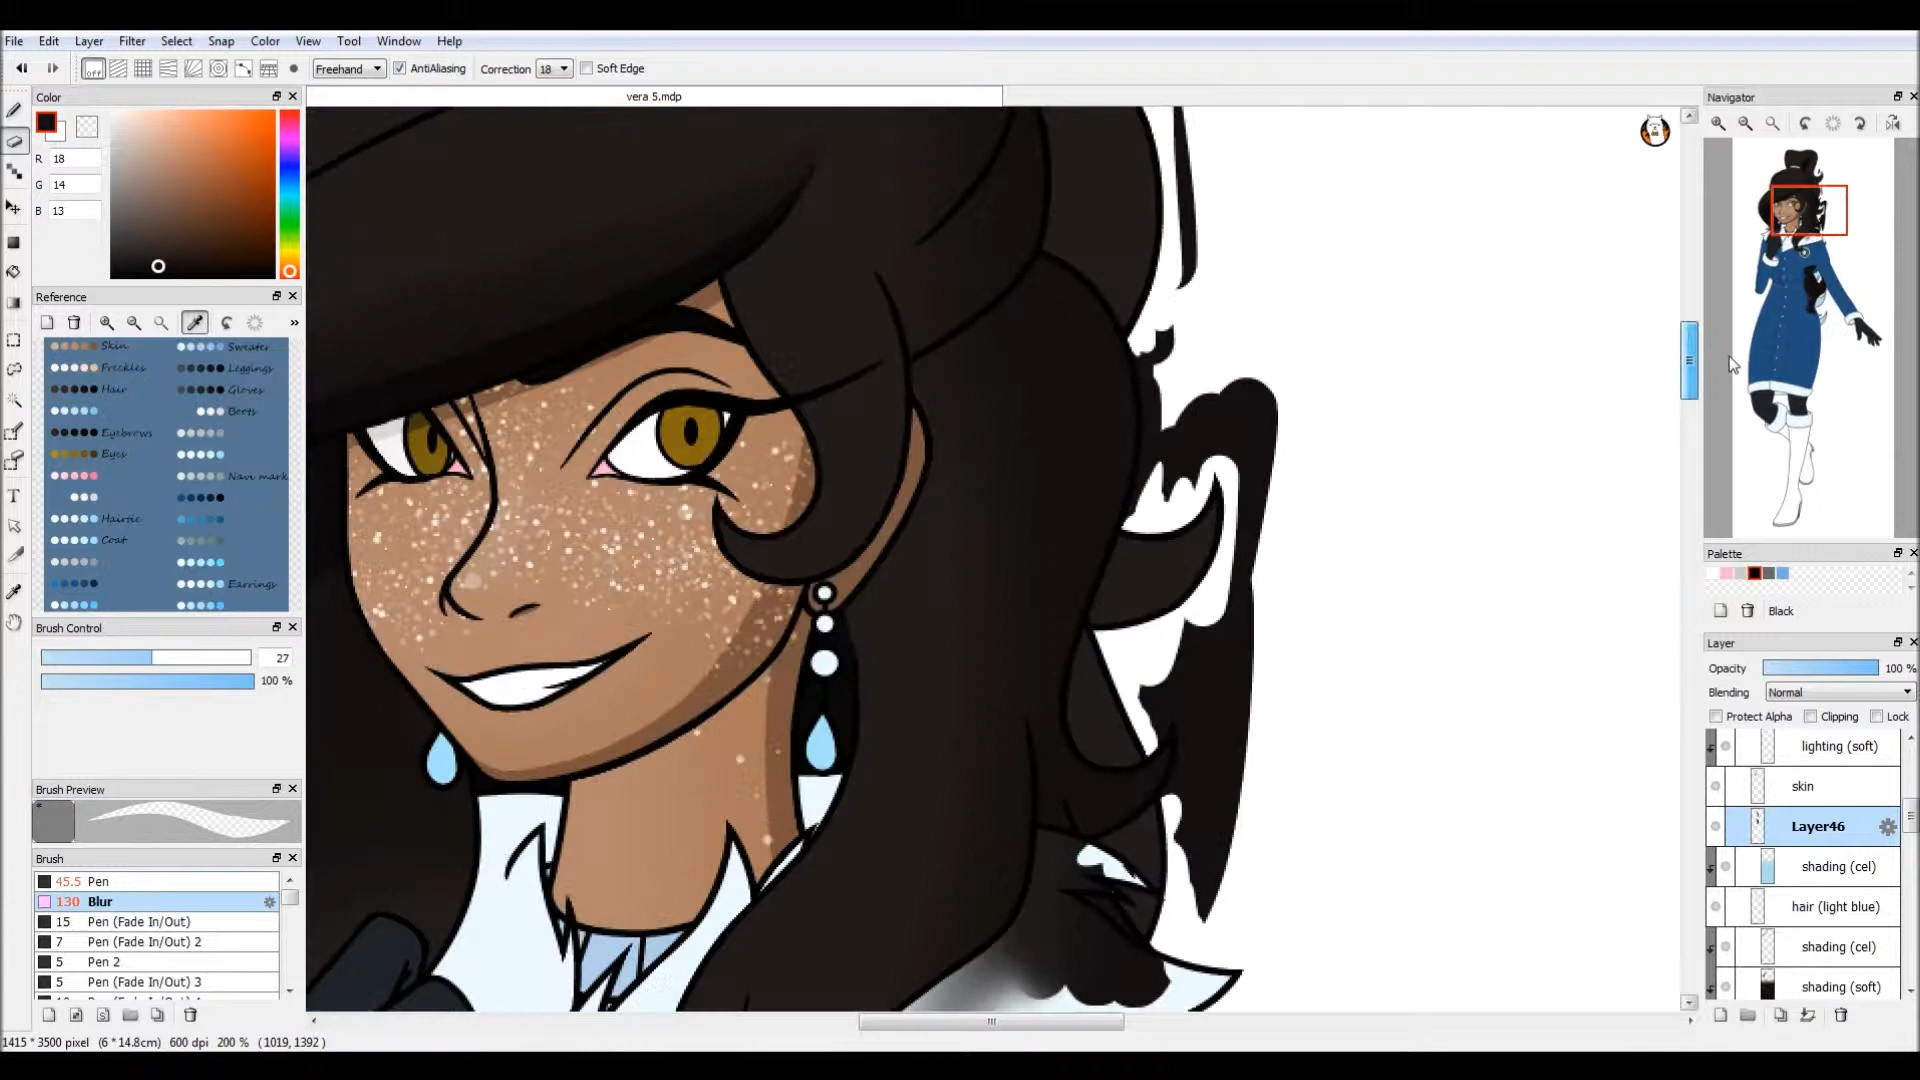 File Edit Layer Filter Select Snap Color View Tool Window Help
off Freehand AntiAliasing Correction 18 Soft Edge
Color
vera 5.mdp
Navigator
R 18
G 14
B 13
Reference
»
Skin Sweater
Freckles Leggings
Hair Gloves
Boots
Eyebrows
Eyes
Navi mark
Hairtie
Coat
Earrings
Brush Control
27
100 %
Brush Preview
Brush
45.5 Pen
130 Blur
15 Pen (Fade In/Out)
7 Pen (Fade In/Out) 2
5 Pen 2
5 Pen (Fade In/Out) 3
Palette
Black
Layer
Opacity 100 %
Blending Normal
Protect Alpha Clipping Lock
lighting (soft)
skin
Layer46
shading (cel)
hair (light blue)
shading (cel)
shading (soft)
1415 * 3500 pixel (6 * 14.8cm) 600 dpi 200 % (1019, 1392 )